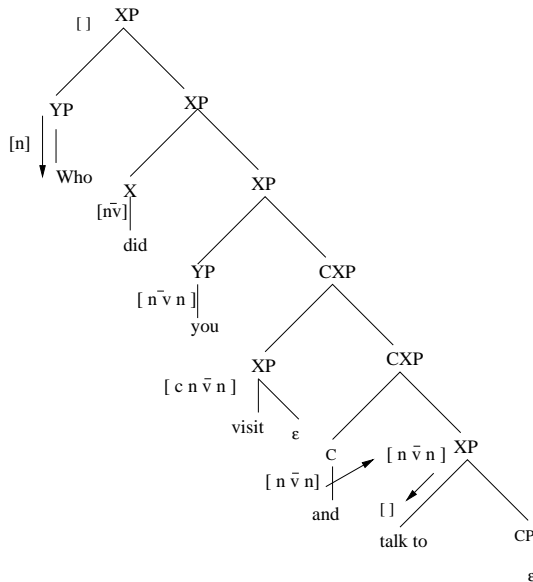 [ ] XP
YP XP
[n]
Who X XP
[n v̄]
did
YP CXP
[ n v̄ n ]
you
XP CXP
[ c n v̄ n ]
visit ε
C [ n v̄ n ] XP
[ n v̄ n]
and [ ]
talk to CP
ε